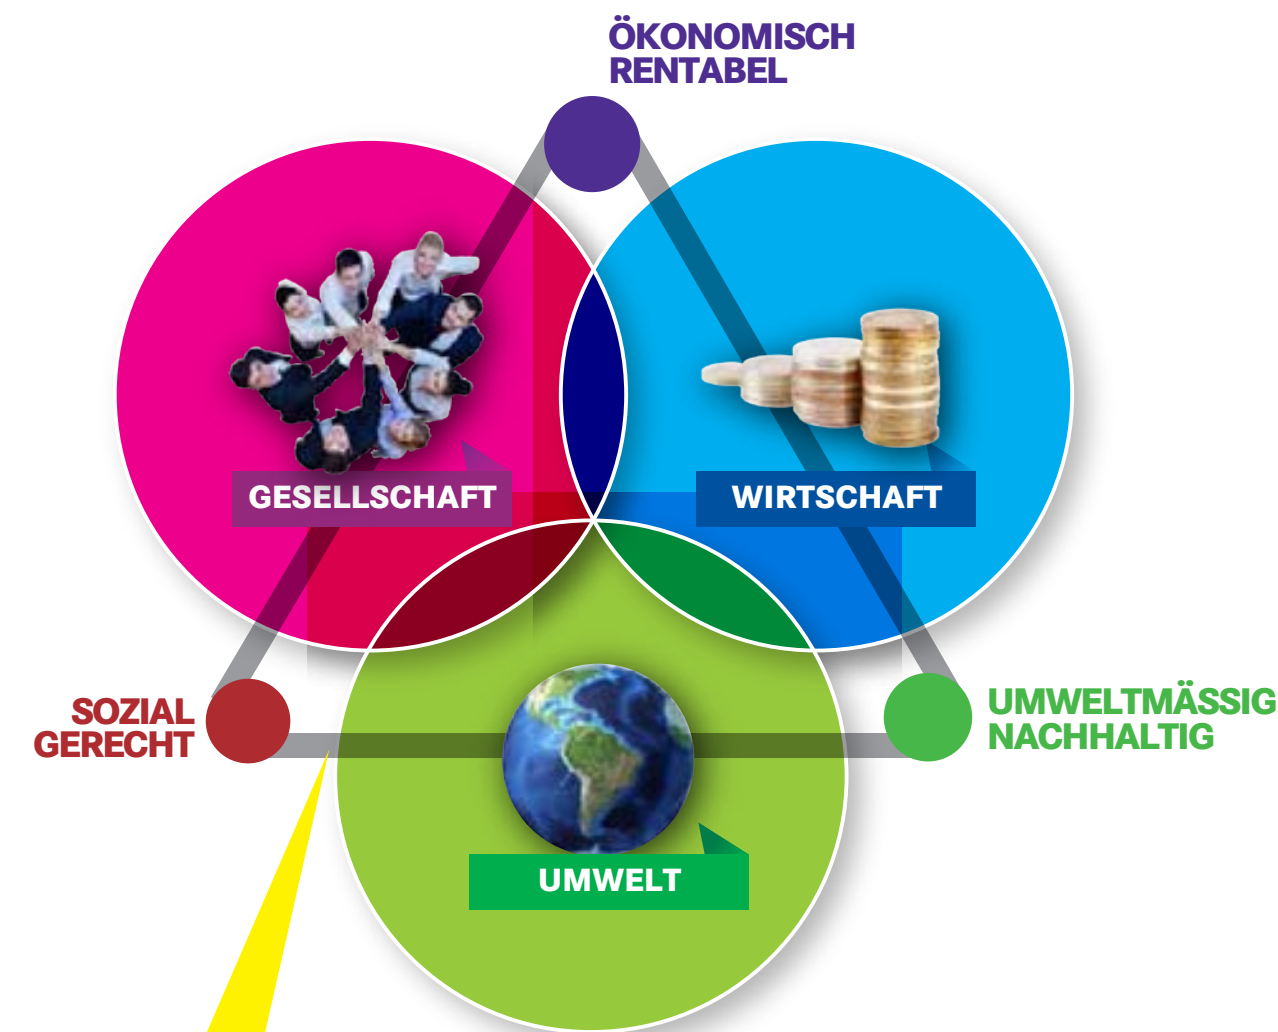 ÖKONOMISCH
RENTABEL
GESELLSCHAFT
WIRTSCHAFT
SOZIAL
GERECHT
UMWELTMÄSSIG
NACHHALTIG
UMWELT